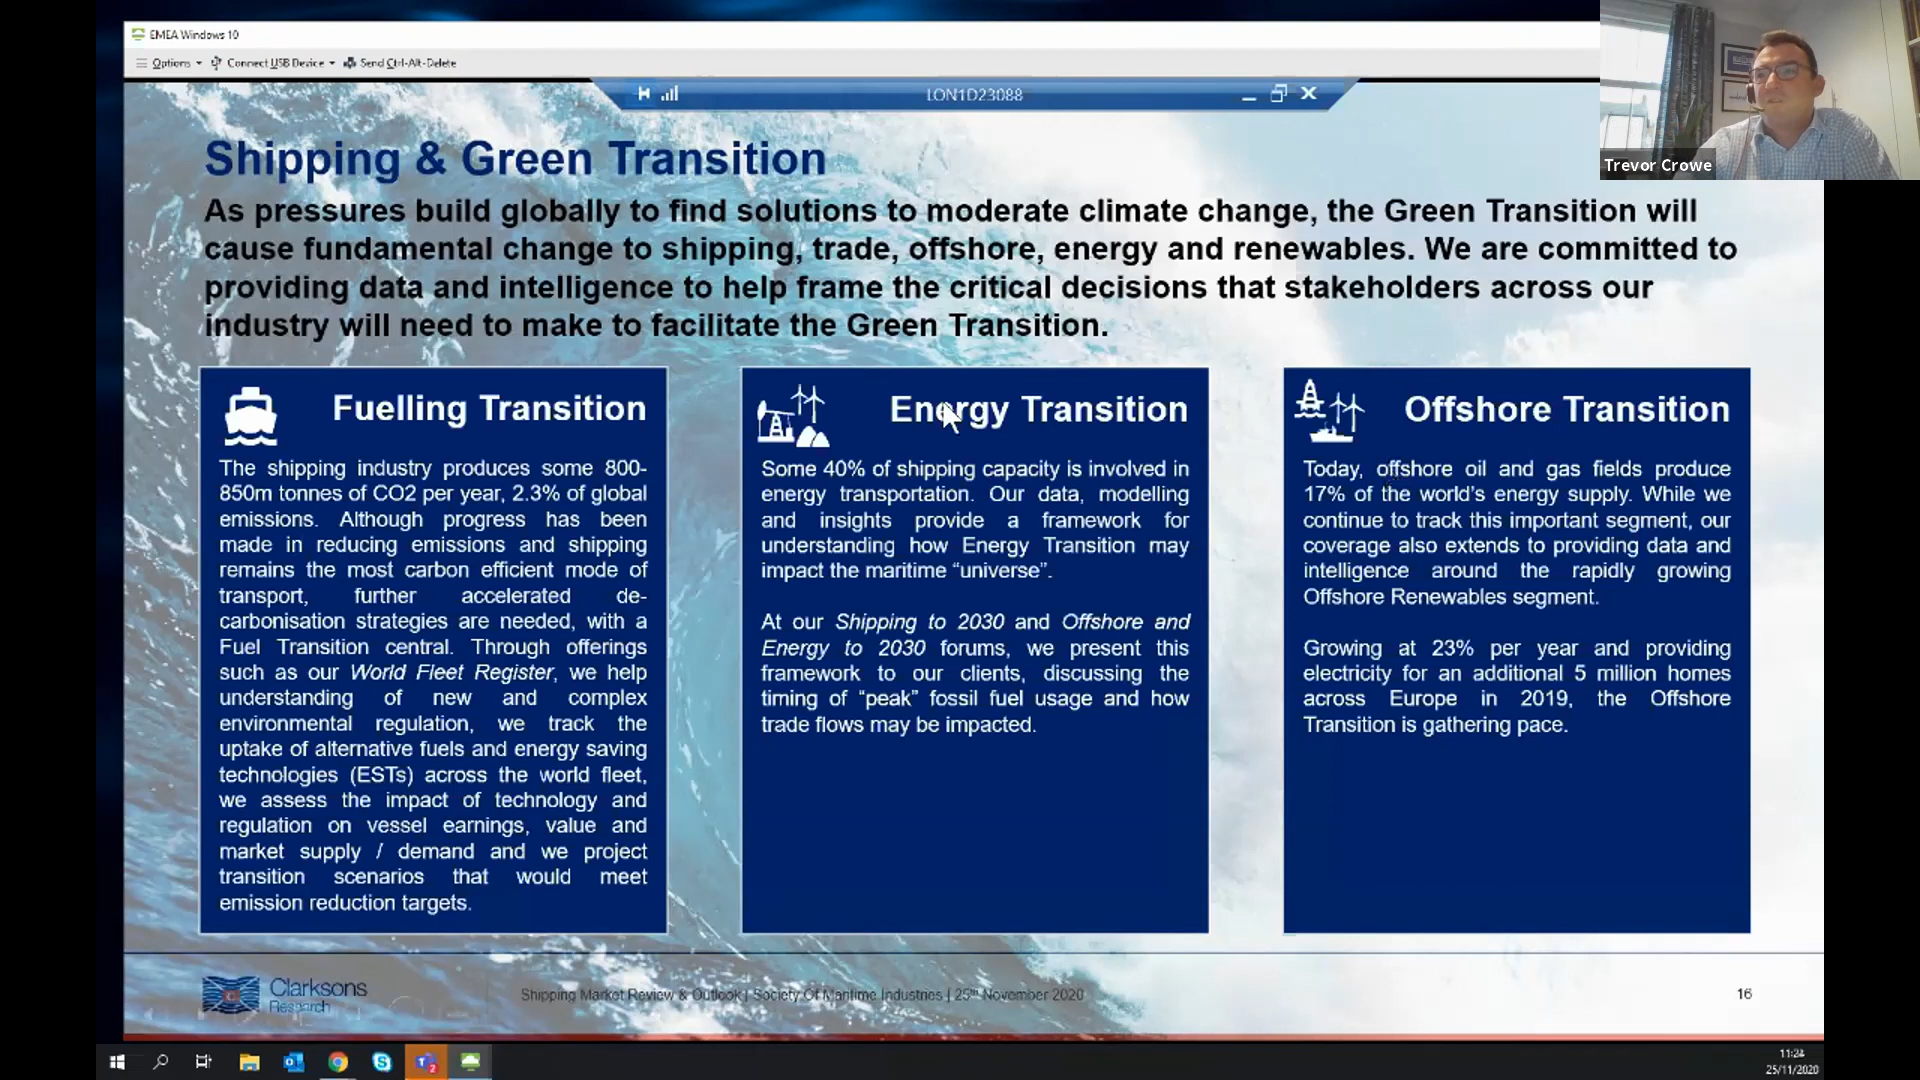 EMEA Windows 10
Options Connect USB Device Send Ctrl-Alt-Delete
LON1D23088
Trevor Crowe
Shipping & Green Transition
As pressures build globally to find solutions to moderate climate change, the Green Transition will
cause fundamental change to shipping, trade, offshore, energy and renewables. We are committed to
providing data and intelligence to help frame the critical decisions that stakeholders across our
industry will need to make to facilitate the Green Transition.
Fuelling Transition
The shipping industry produces some 800-
850m tonnes of CO2 per year, 2.3% of global
emissions. Although progress has been
made in reducing emissions and shipping
remains the most carbon efficient mode of
transport, further accelerated de-
carbonisation strategies are needed, with a
Fuel Transition central. Through offerings
such as our World Fleet Register, we help
understanding of new and complex
environmental regulation, we track the
uptake of alternative fuels and energy saving
technologies (ESTs) across the world fleet,
we assess the impact of technology and
regulation on vessel earnings, value and
market supply / demand and we project
transition scenarios that would meet
emission reduction targets.
Energy Transition
Some 40% of shipping capacity is involved in
energy transportation. Our data, modelling
and insights provide a framework for
understanding how Energy Transition may
impact the maritime “universe”.
At our Shipping to 2030 and Offshore and
Energy to 2030 forums, we present this
framework to our clients, discussing the
timing of “peak” fossil fuel usage and how
trade flows may be impacted.
Offshore Transition
Today, offshore oil and gas fields produce
17% of the world’s energy supply. While we
continue to track this important segment, our
coverage also extends to providing data and
intelligence around the rapidly growing
Offshore Renewables segment.
Growing at 23% per year and providing
electricity for an additional 5 million homes
across Europe in 2019, the Offshore
Transition is gathering pace.
Clarksons
Research
Shipping Market Review & Outlook | Society Of Maritime Industries | 25th November 2020
16
11:24
25/11/2020